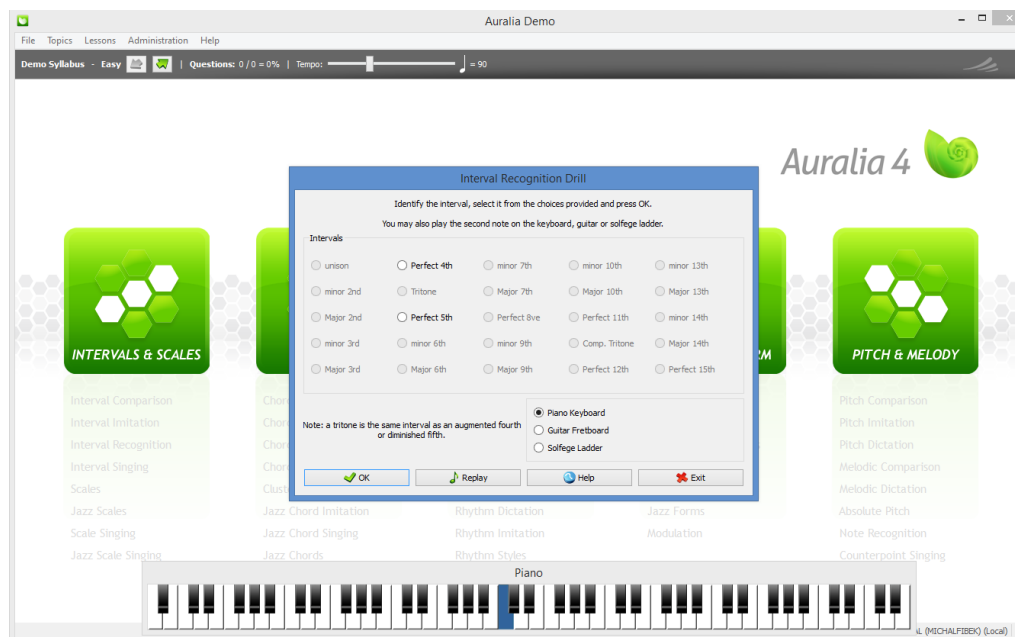 Auralia Demo
File Topics Lessons Administration Help
Demo Syllabus - Easy | Questions: 0 / 0 = 0% | Tempo: = 90
Auralia 4
Interval Recognition Drill
Identify the interval, select it from the choices provided and press OK.
You may also play the second note on the keyboard, guitar or solfege ladder.
Intervals
unison Perfect 4th minor 7th minor 10th minor 13th
minor 2nd Tritone Major 7th Major 10th Major 13th
Major 2nd Perfect 5th Perfect 8ve Perfect 11th minor 14th
minor 3rd minor 6th minor 9th Comp. Tritone Major 14th
Major 3rd Major 6th Major 9th Perfect 12th Perfect 15th
Note: a tritone is the same interval as an augmented fourth
or diminished fifth.
Piano Keyboard
Guitar Fretboard
Solfege Ladder
OK Replay Help Exit
INTERVALS & SCALES
Interval Comparison
Interval Imitation
Interval Recognition
Interval Singing
Scales
Jazz Scales
Scale Singing
Jazz Scale Singing
Jazz Chord Imitation
Jazz Chord Singing
Jazz Chords
Rhythm Dictation
Rhythm Imitation
Rhythm Styles
Jazz Forms
Modulation
PITCH & MELODY
Pitch Comparison
Pitch Imitation
Pitch Dictation
Melodic Comparison
Melodic Dictation
Absolute Pitch
Note Recognition
Counterpoint Singing
Piano
(MICHALFIBEK) (Local)